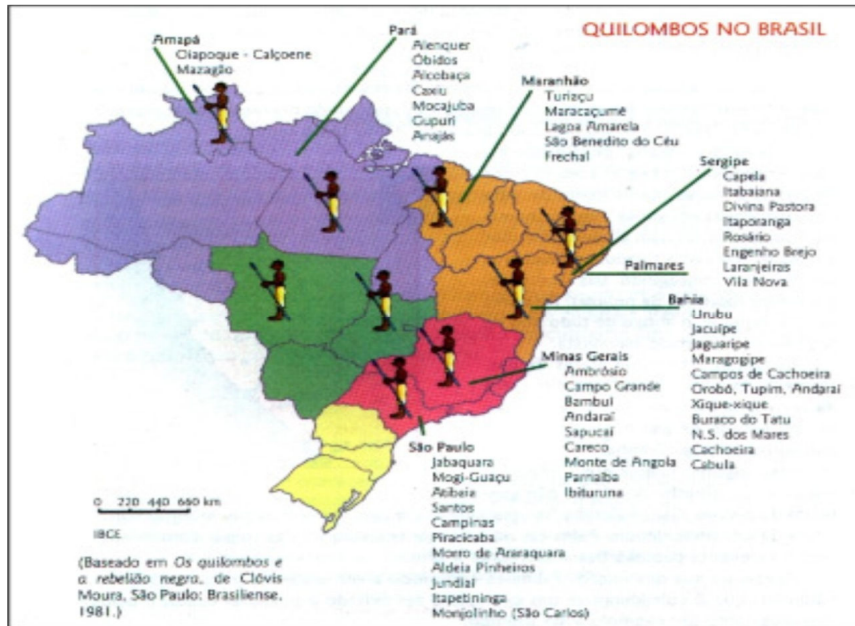 QUILOMBOS NO BRASIL
Amapá
Oiapoque - Calçoene
Mazagão
Pará
Alenquer
Óbidos
Alcobaça
Caxiu
Mocajuba
Gupuri
Anajás
Maranhão
Turiaçu
Maracaçumé
Lagoa Amarela
São Benedito do Céu
Frechal
Sergipe
Capela
Itabaiana
Divina Pastora
Itaporanga
Rosário
Engenho Brejo
Laranjeiras
Vila Nova
Palmares
Bahia
Urubu
Jacuípe
Jaguaripe
Maragogipe
Campos de Cachoeira
Orobó, Tupim, Andaraí
Xique-xique
Buraco do Tatu
N.S. dos Mares
Cachoeira
Cabula
Minas Gerais
Ambrósio
Campo Grande
Bambuí
Andaraí
Sapucaí
Careco
Monte de Angola
Parnaíba
Ibituruna
São Paulo
Jabaquara
Mogi-Guaçu
Atibaia
Santos
Campinas
Piracicaba
Morro de Araraquara
Aldeia Pinheiros
Jundiaí
Itapetininga
Monjolinho (São Carlos)
0 220 440 660 km
IBGE
(Baseado em Os quilombos e
a rebelião negra, de Clóvis
Moura, São Paulo: Brasiliense,
1981.)